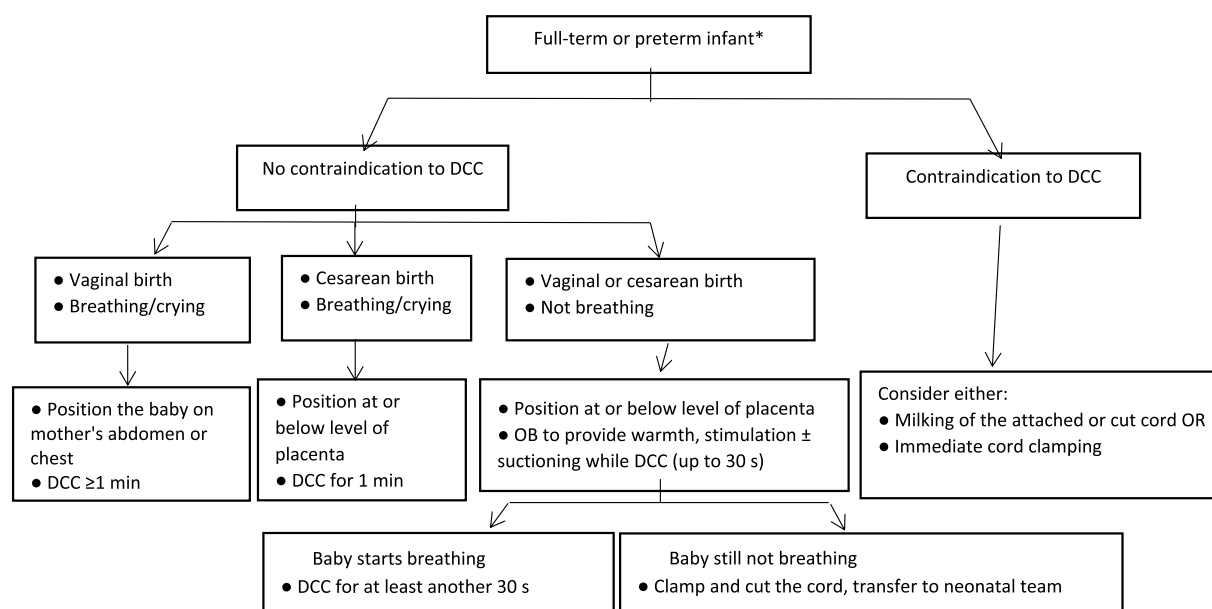 Full-term or preterm infant*
No contraindication to DCC
Contraindication to DCC
● Vaginal birth
● Breathing/crying
● Cesarean birth
● Breathing/crying
● Vaginal or cesarean birth
● Not breathing
● Position the baby on
mother's abdomen or
chest
● DCC ≥1 min
● Position at or
below level of
placenta
● DCC for 1 min
● Position at or below level of placenta
● OB to provide warmth, stimulation ±
suctioning while DCC (up to 30 s)
Consider either:
● Milking of the attached or cut cord OR
● Immediate cord clamping
Baby starts breathing
● DCC for at least another 30 s
Baby still not breathing
● Clamp and cut the cord, transfer to neonatal team